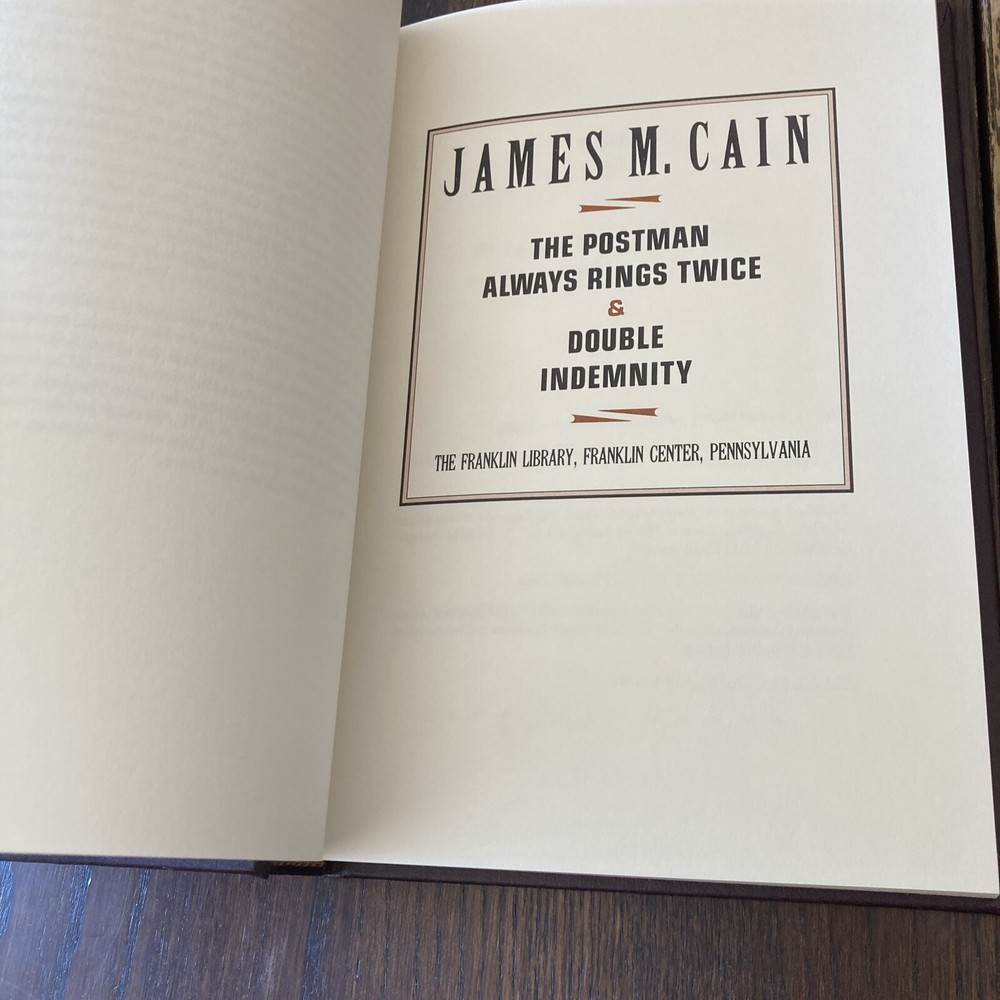 JAMES M. CAIN
THE POSTMAN
ALWAYS RINGS TWICE
&
DOUBLE
INDEMNITY
THE FRANKLIN LIBRARY, FRANKLIN CENTER, PENNSYLVANIA